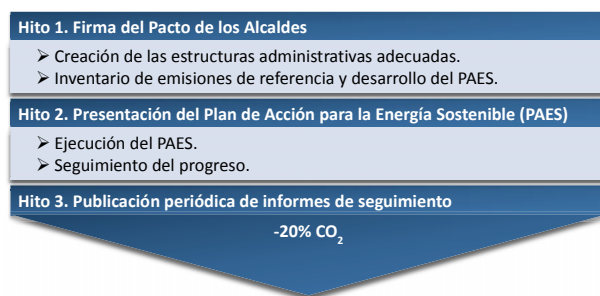 Hito 1. Firma del Pacto de los Alcaldes
➢ Creación de las estructuras administrativas adecuadas.
➢ Inventario de emisiones de referencia y desarrollo del PAES.
Hito 2. Presentación del Plan de Acción para la Energía Sostenible (PAES)
➢ Ejecución del PAES.
➢ Seguimiento del progreso.
Hito 3. Publicación periódica de informes de seguimiento
-20% CO₂